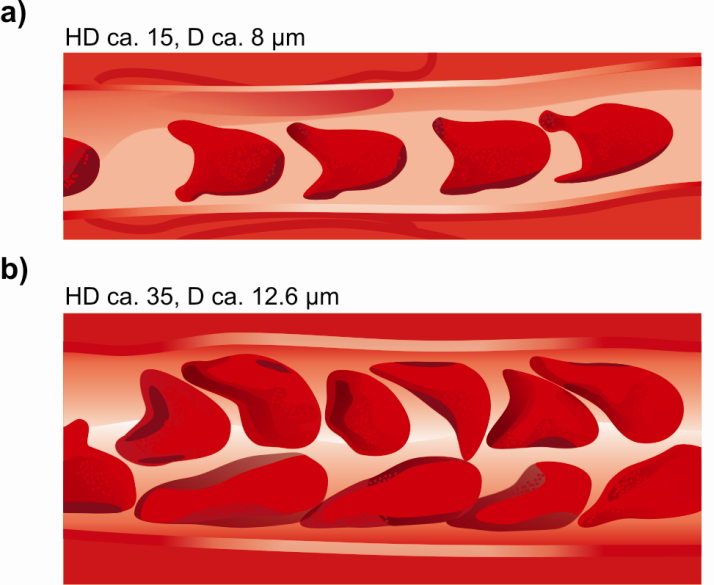 a)
HD ca. 15, D ca. 8 µm
b)
HD ca. 35, D ca. 12.6 µm